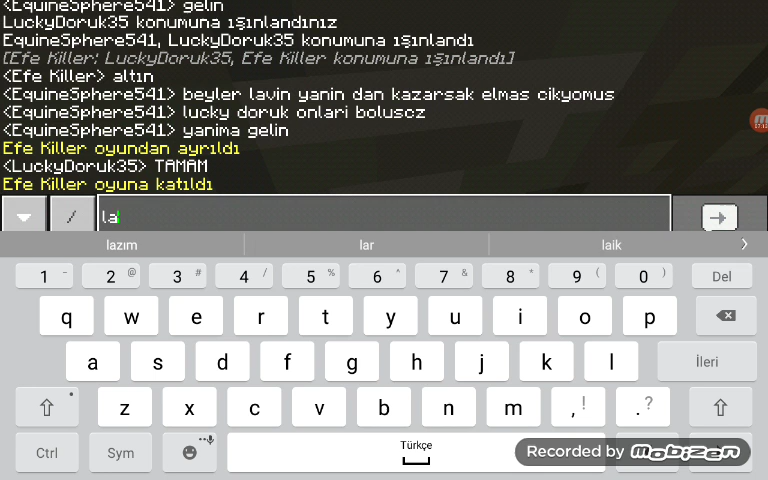 <EquineSphere541> gelin
LuckyDoruk35 konumuna ışınlandınız
EquineSphere541, LuckyDoruk35 konumuna ışınlandı
[Efe Killer: LuckyDoruk35, Efe Killer konumuna ışınlandı]
<Efe Killer> altın
<EquineSphere541> beyler lavin yanin dan kazarsak elmas cikyomus
<EquineSphere541> lucky doruk onlari boluscz
<EquineSphere541> yanima gelin
Efe Killer oyundan ayrıldı
<LuckyDoruk35> TAMAM
Efe Killer oyuna katıldı
/ la
lazım lar laik
1 - 2 @ 3 # 4 / 5 % 6 ^ 7 & 8 * 9 ( 0 ) Del
q w e r t y u i o p
a s d f g h j k l İleri
z x c v b n m , ! . ?
Ctrl Sym Türkçe
Recorded by Mobizen